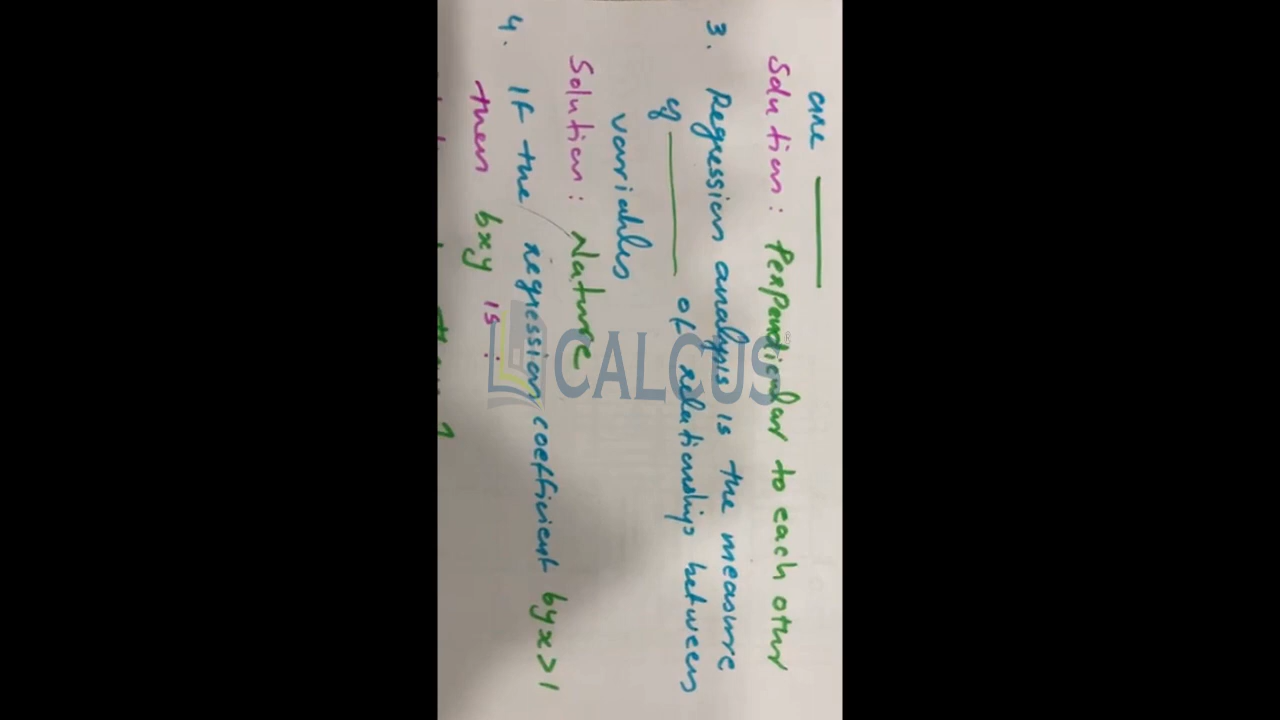 are ______
Solution: Perpendicular to each other
3. Regression analysis is the measure
of ______ of relationship between
variables
Solution: Nature
4. If the regression coefficient byx>1
then bxy is:
CALCUS